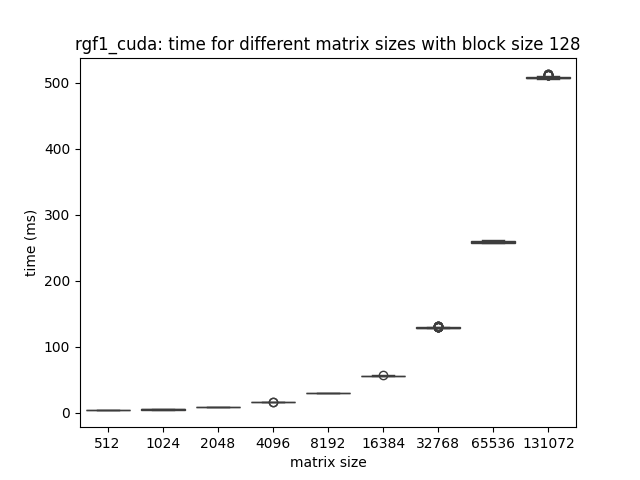 rgf1_cuda: time for different matrix sizes with block size 128
500
400
300
200
100
0
time (ms)
512 1024 2048 4096 8192 16384 32768 65536 131072
matrix size